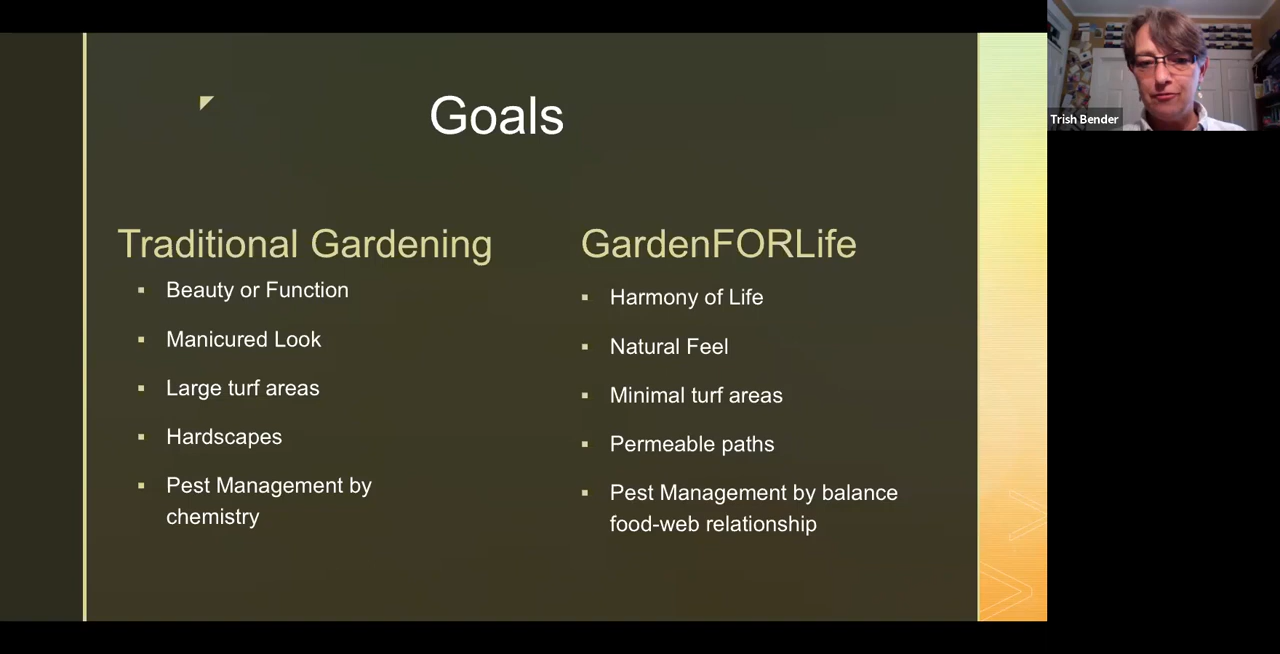 Goals
Traditional Gardening
Beauty or Function
Manicured Look
Large turf areas
Hardscapes
Pest Management by
chemistry
GardenFORLife
Harmony of Life
Natural Feel
Minimal turf areas
Permeable paths
Pest Management by balance
food-web relationship
Trish Bender